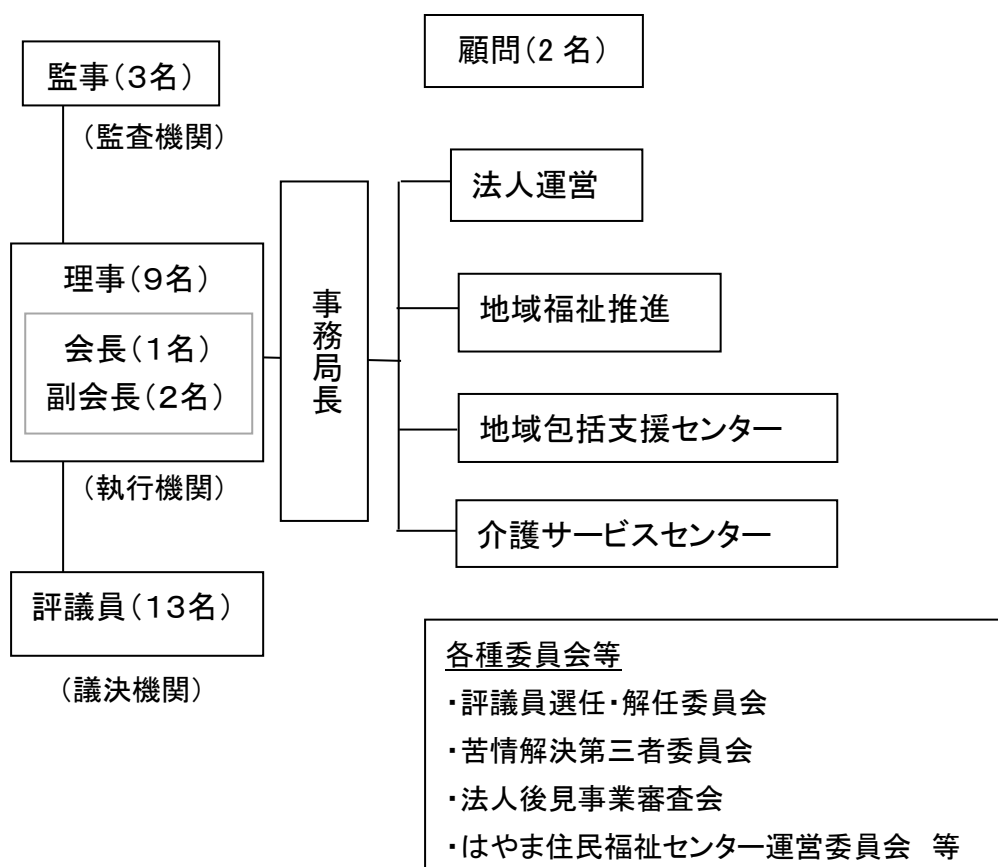 監事(3名)
(監査機関)
顧問(2名)
理事(9名)
会長(1名)
副会長(2名)
(執行機関)
評議員(13名)
(議決機関)
事務局長
法人運営
地域福祉推進
地域包括支援センター
介護サービスセンター
各種委員会等
・評議員選任・解任委員会
・苦情解決第三者委員会
・法人後見事業審査会
・はやま住民福祉センター運営委員会 等